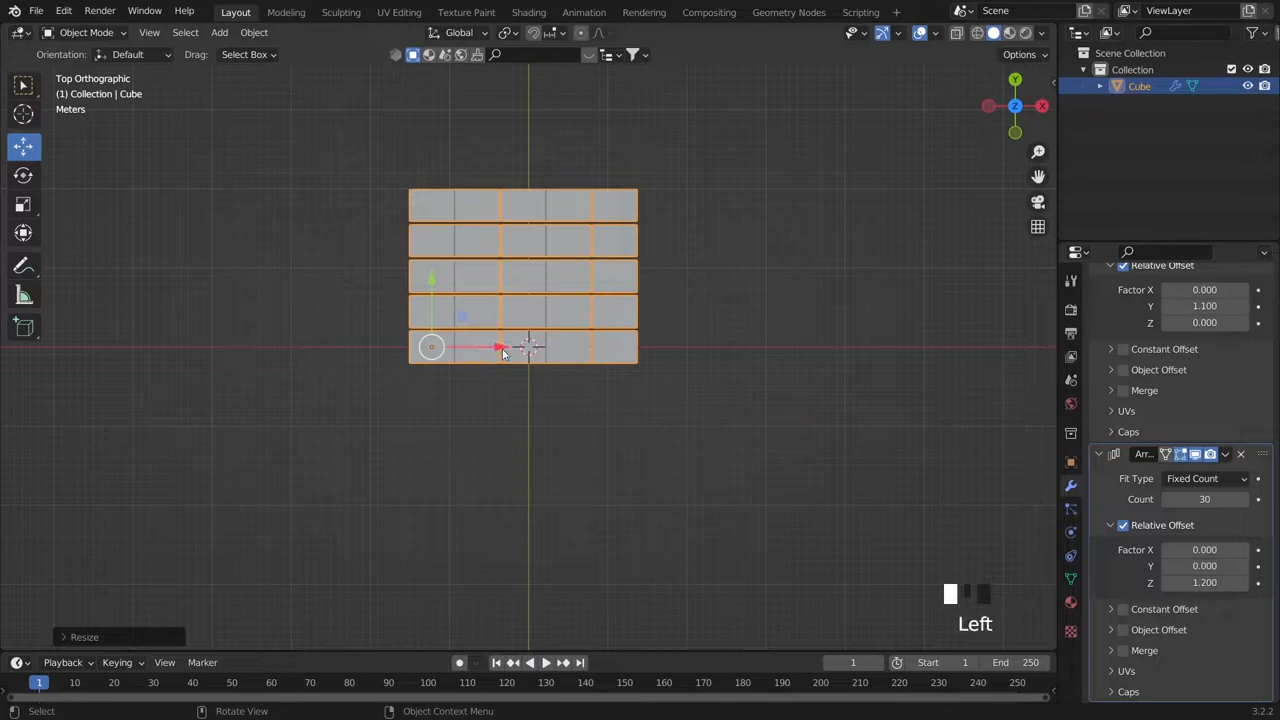 File Edit Render Window Help Layout Modeling Sculpting UV Editing Texture Paint Shading Animation Rendering Compositing Geometry Nodes Scripting Scene ViewLayer
Object Mode View Select Add Object Global
Orientation: Default Drag: Select Box Options
Scene Collection
Collection
Cube
Top Orthographic
(1) Collection | Cube
Meters
Y
X
Z
Relative Offset
Factor X 0.000
Y 1.100
Z 0.000
Constant Offset
Object Offset
Merge
UVs
Caps
Arr...
Fit Type Fixed Count
Count 30
Relative Offset
Factor X 0.000
Y 0.000
Z 1.200
Constant Offset
Object Offset
Merge
UVs
Caps
Left
Resize
Playback Keying View Marker 1 Start 1 End 250
1 10 20 30 40 50 60 70 80 90 100 110 120 130 140 150 160 170 180 190 200 210 220 230 240 250
Select Rotate View Object Context Menu 3.2.2